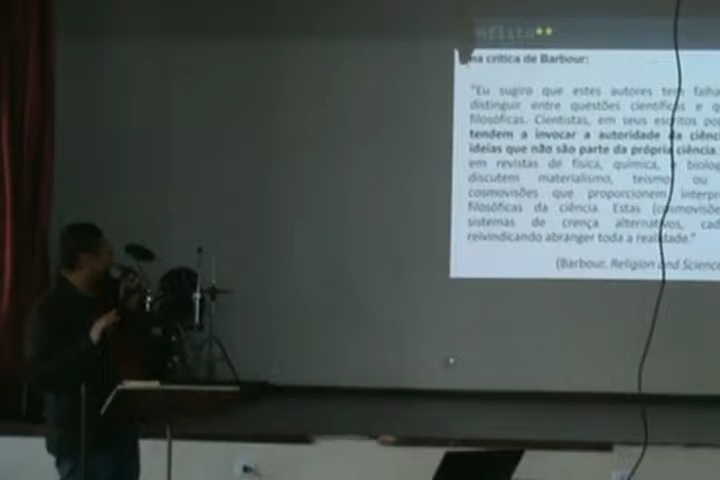 nflito**
ma crítica de Barbour:
"Eu sugiro que estes autores tem falha
distinguir entre questões científicas e q
filosóficas. Cientistas, em seus escritos po
tendem a invocar a autoridade da ciênc
ideias que não são parte da própria ciência.
em revistas de física, química, biolog
discutem materialismo, teísmo ou
cosmovisões que proporcionem interpre
filosóficas da ciência. Estas (cosmovisõe
sistemas de crença alternativos, cad
reivindicando abranger toda a realidade."
(Barbour, Religion and Science